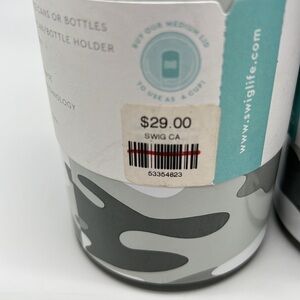 CANS OR BOTTLES
/BOTTLE HOLDER
BUY OUR MEDIUM LID
TO USE AS A CUP!
$29.00
SWIG CA
53354823
www.swiglife.com